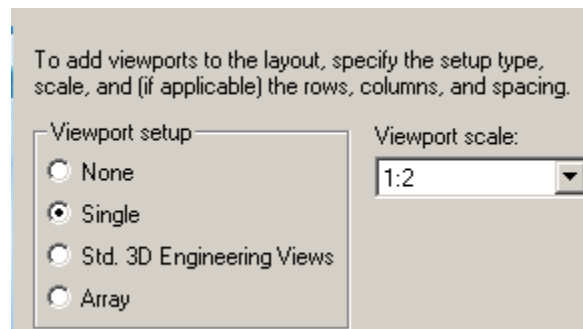 To add viewports to the layout, specify the setup type,
scale, and (if applicable) the rows, columns, and spacing.
Viewport setup
None
Single
Std. 3D Engineering Views
Array
Viewport scale:
1:2